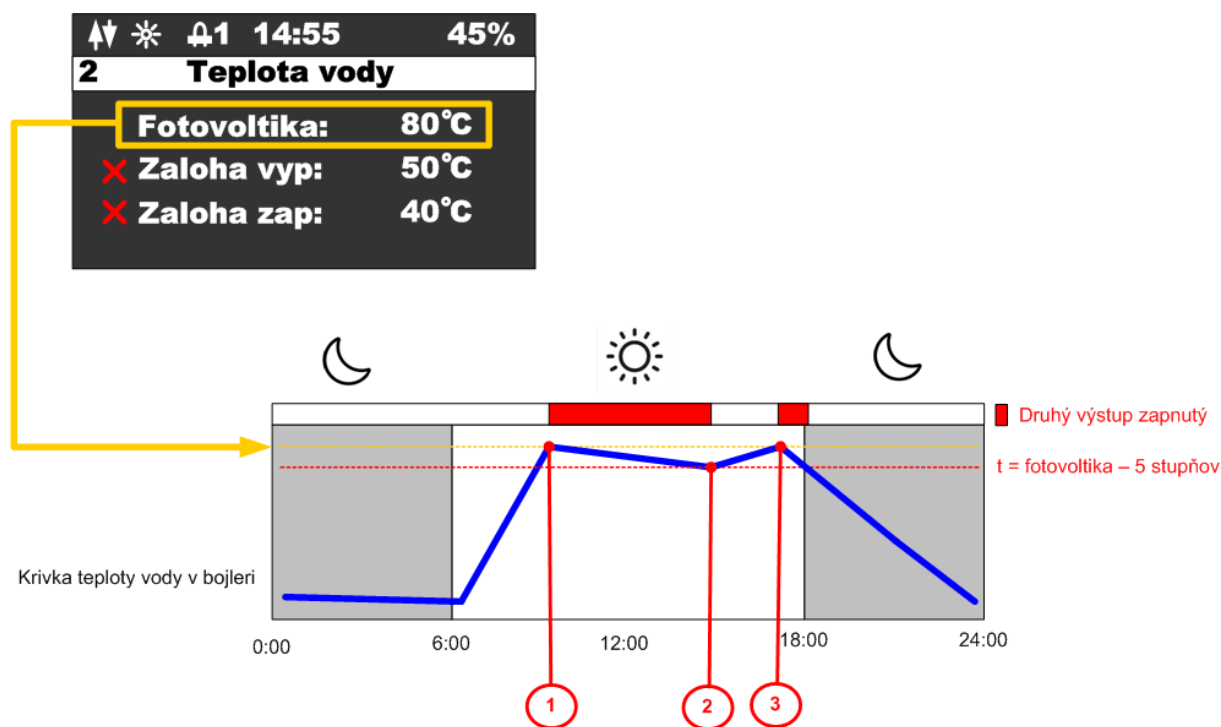 1 14:55 45%
2 Teplota vody
Fotovoltika: 80°C
Zaloha vyp: 50°C
Zaloha zap: 40°C
Druhý výstup zapnutý
t = fotovoltika – 5 stupňov
Krivka teploty vody v bojleri
0:00 6:00 12:00 18:00 24:00
1 2 3